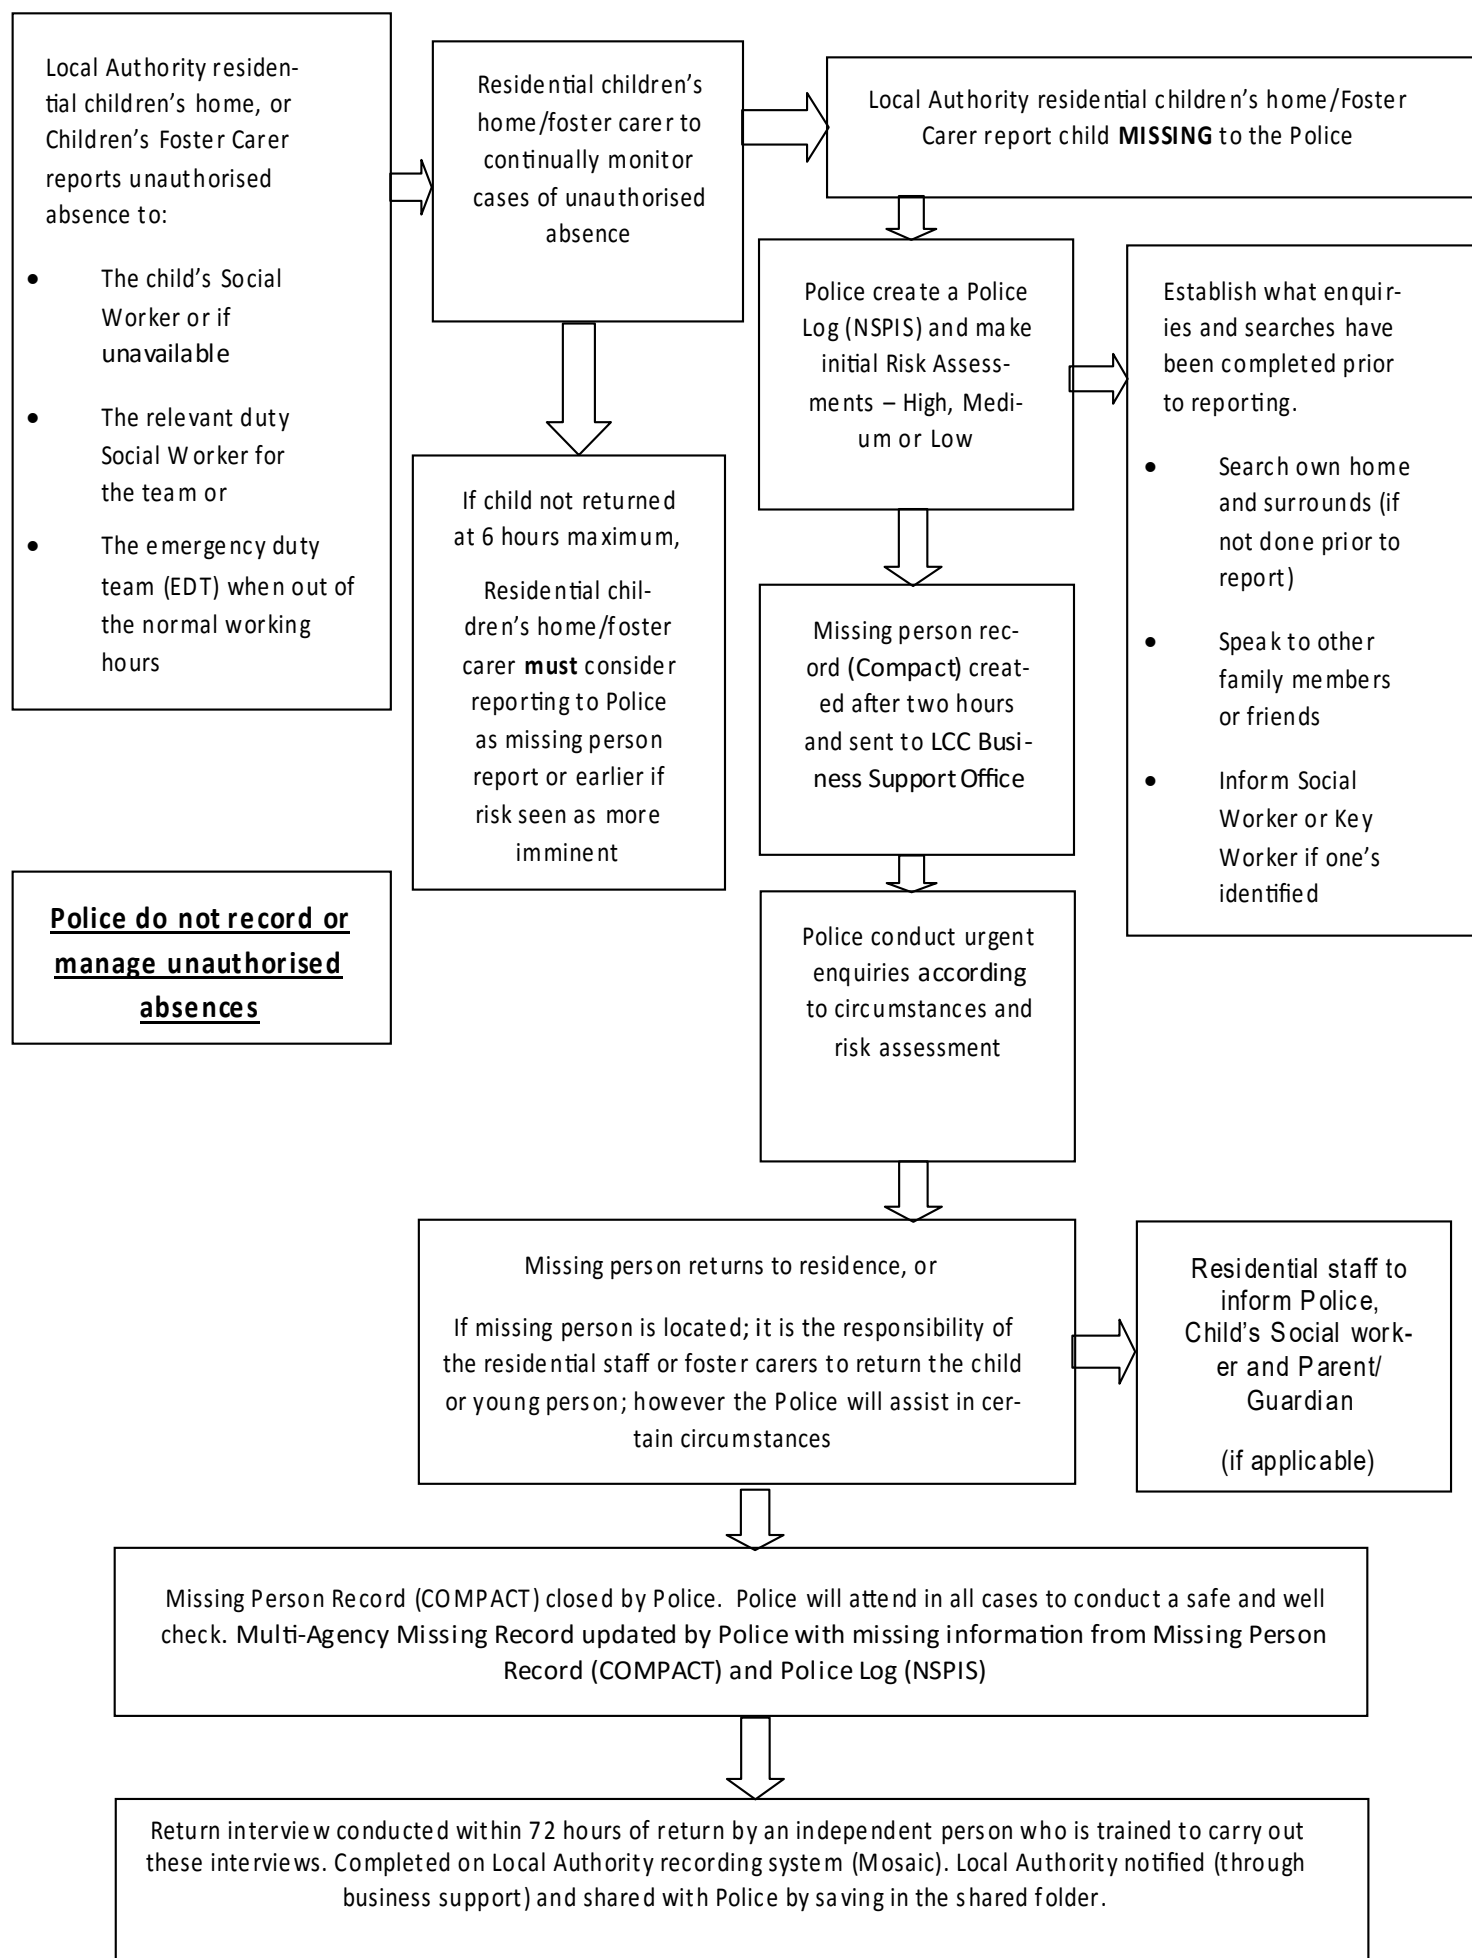 Local Authority residen-
tial children's home, or
Children's Foster Carer
reports unauthorised
absence to:
• The child's Social
Worker or if
unavailable
• The relevant duty
Social Worker for
the team or
• The emergency duty
team (EDT) when out of
the normal working
hours
Police do not record or
manage unauthorised
absences
Residential children's
home/foster carer to
continually monitor
cases of unauthorised
absence
If child not returned
at 6 hours maximum,
Residential chil-
dren's home/foster
carer must consider
reporting to Police
as missing person
report or earlier if
risk seen as more
imminent
Local Authority residential children's home/Foster
Carer report child MISSING to the Police
Police create a Police
Log (NSPIS) and make
initial Risk Assess-
ments – High, Medi-
um or Low
Establish what enquir-
ies and searches have
been completed prior
to reporting.
• Search own home
and surrounds (if
not done prior to
report)
• Speak to other
family members
or friends
• Inform Social
Worker or Key
Worker if one's
identified
Missing person rec-
ord (Compact) creat-
ed after two hours
and sent to LCC Busi-
ness Support Office
Police conduct urgent
enquiries according
to circumstances and
risk assessment
Missing person returns to residence, or
If missing person is located; it is the responsibility of
the residential staff or foster carers to return the child
or young person; however the Police will assist in cer-
tain circumstances
Residential staff to
inform Police,
Child's Social work-
er and Parent/
Guardian
(if applicable)
Missing Person Record (COMPACT) closed by Police.  Police will attend in all cases to conduct a safe and well
check. Multi-Agency Missing Record updated by Police with missing information from Missing Person
Record (COMPACT) and Police Log (NSPIS)
Return interview conducted within 72 hours of return by an independent person who is trained to carry out
these interviews. Completed on Local Authority recording system (Mosaic). Local Authority notified (through
business support) and shared with Police by saving in the shared folder.